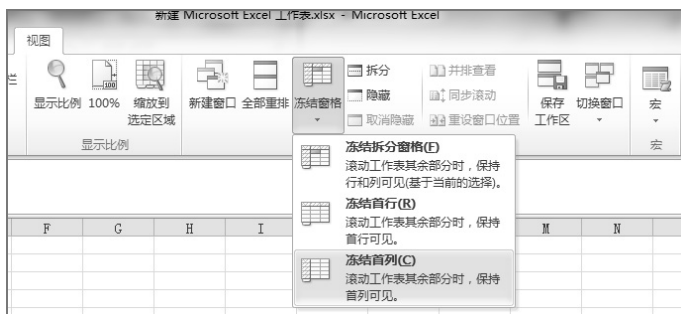 新建 Microsoft Excel 工作表.xlsx - Microsoft Excel
视图
拆分 并排查看
隐藏 同步滚动
显示比例 100% 缩放到 选定区域 新建窗口 全部重排 冻结窗格 取消隐藏 重设窗口位置 保存 工作区 切换窗口 宏
显示比例 宏
冻结拆分窗格(F)
滚动工作表其余部分时，保持
行和列可见(基于当前的选择)。
冻结首行(R)
滚动工作表其余部分时，保持
首行可见。
F G H I M N
冻结首列(C)
滚动工作表其余部分时，保持
首列可见。